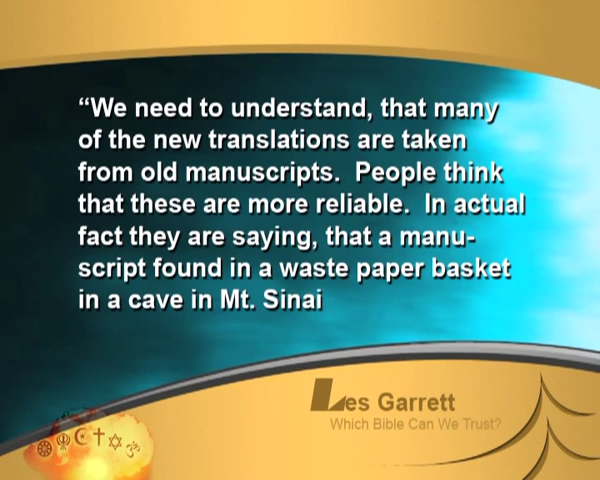 “We need to understand, that many
of the new translations are taken
from old manuscripts.  People think
that these are more reliable.  In actual
fact they are saying, that a manu-
script found in a waste paper basket
in a cave in Mt. Sinai
Les Garrett
Which Bible Can We Trust?